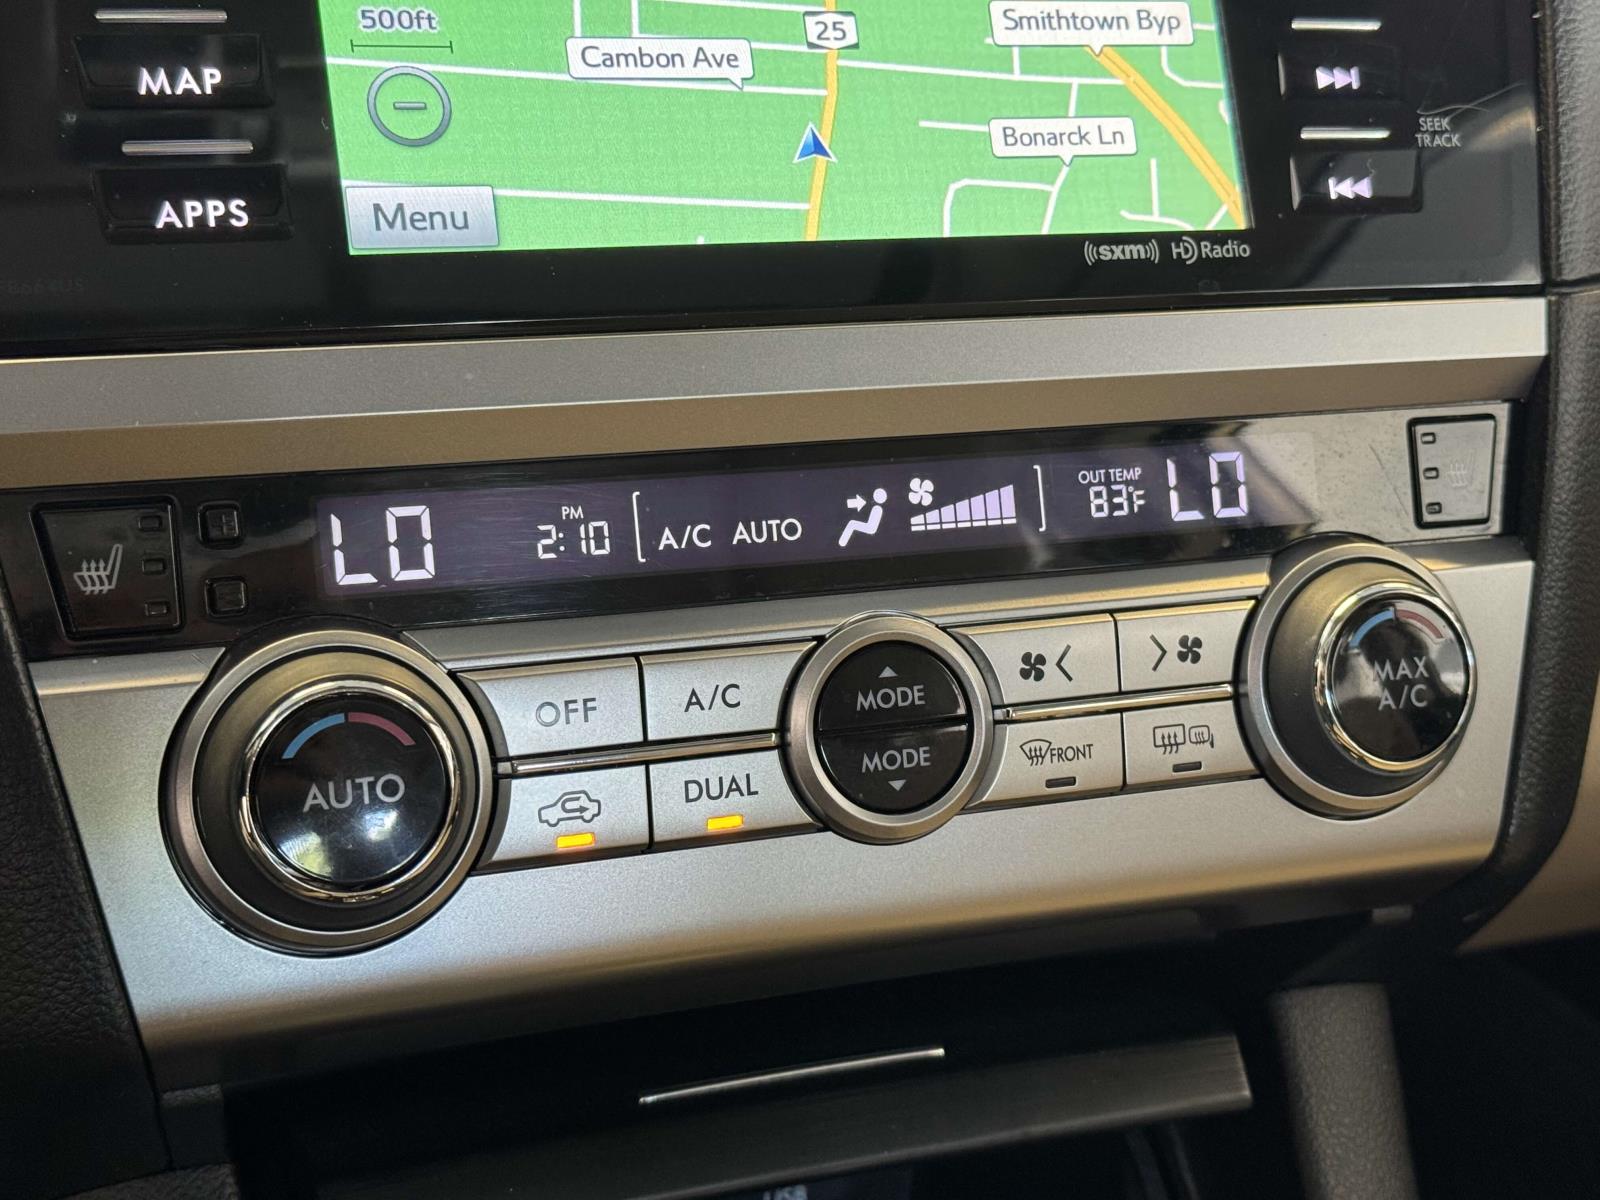 500ft
25
Smithtown Byp
Cambon Ave
MAP
Bonarck Ln
SEEK
TRACK
APPS
Menu
((sxm)) HD Radio
LO
PM
2:10
A/C AUTO
OUT TEMP
83°F
LO
OFF
A/C
MODE
MODE
MAX
A/C
AUTO
DUAL
FRONT
USB